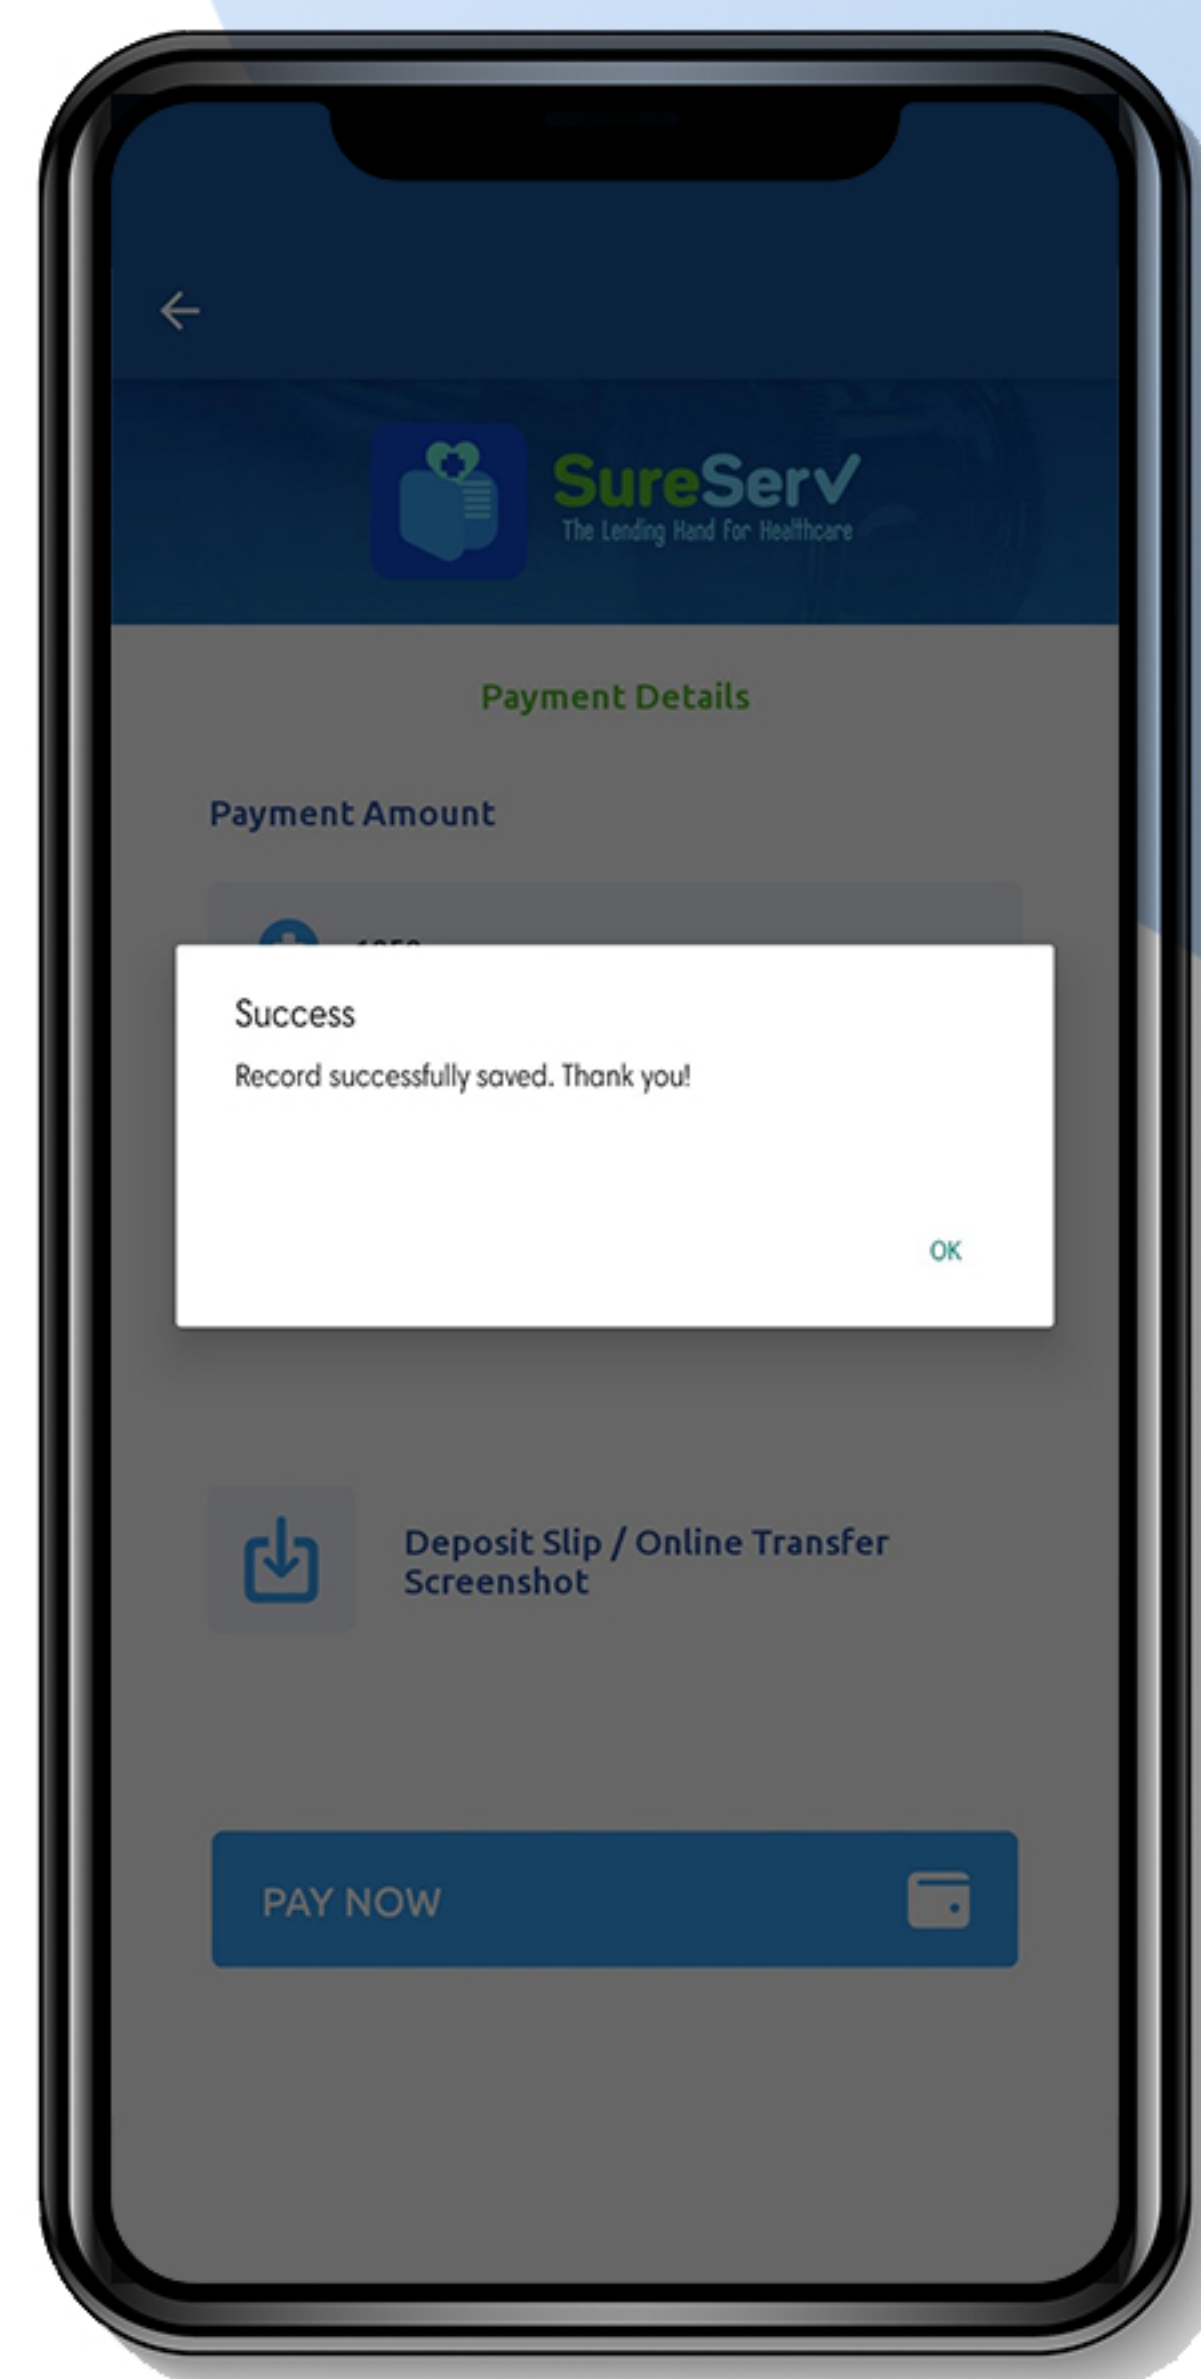 SureServ
The Lending Hand for Healthcare
Payment Details
Payment Amount
Success
Record successfully saved. Thank you!
OK
Deposit Slip / Online Transfer
Screenshot
PAY NOW